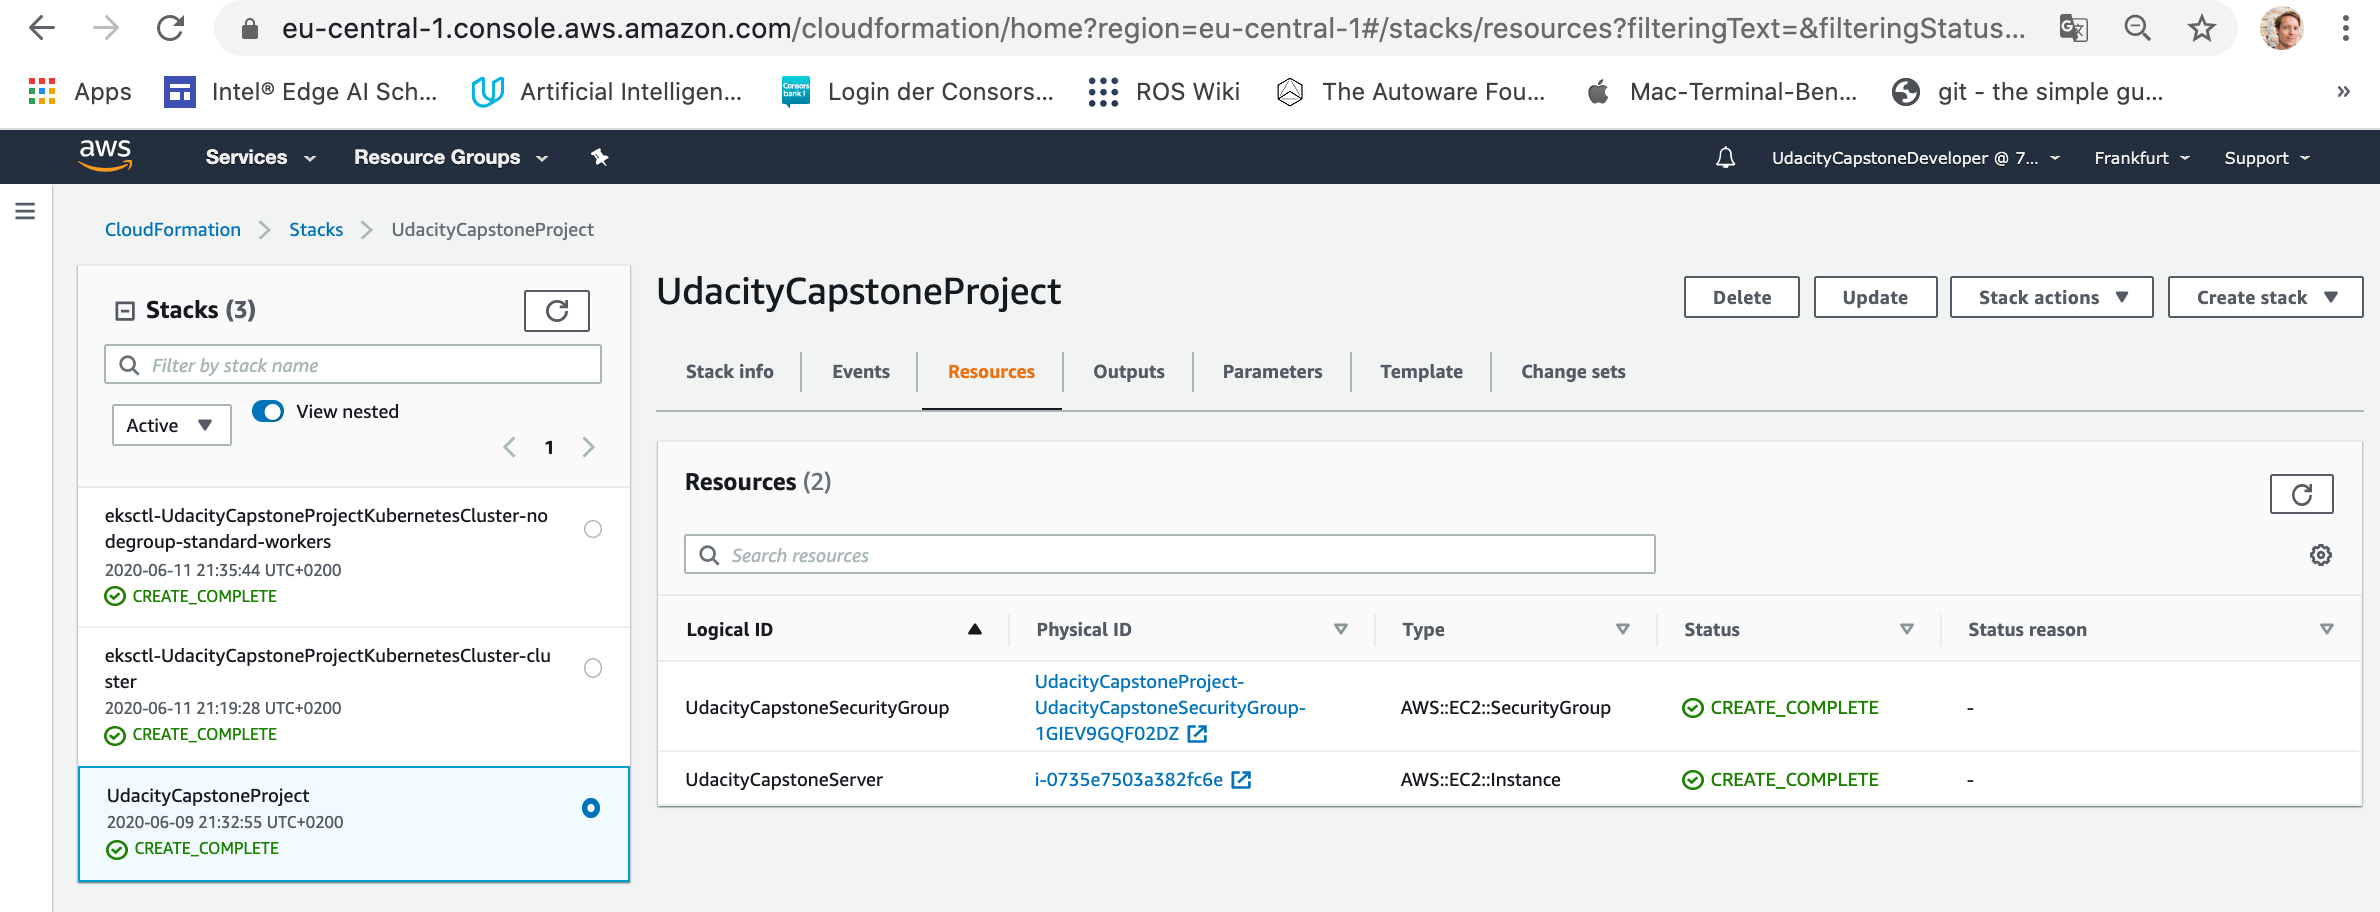 eu-central-1.console.aws.amazon.com/cloudformation/home?region=eu-central-1#/stacks/resources?filteringText=&filteringStatus...
Apps
Intel® Edge AI Sch...
Artificial Intelligen...
Consors bank!
Login der Consors...
ROS Wiki
The Autoware Fou...
Mac-Terminal-Ben...
git - the simple gu...
»
aws
Services
Resource Groups
UdacityCapstoneDeveloper @ 7...
Frankfurt
Support
CloudFormation
Stacks
UdacityCapstoneProject
Stacks (3)
Filter by stack name
Active
View nested
1
eksctl-UdacityCapstoneProjectKubernetesCluster-no
degroup-standard-workers
2020-06-11 21:35:44 UTC+0200
CREATE_COMPLETE
eksctl-UdacityCapstoneProjectKubernetesCluster-clu
ster
2020-06-11 21:19:28 UTC+0200
CREATE_COMPLETE
UdacityCapstoneProject
2020-06-09 21:32:55 UTC+0200
CREATE_COMPLETE
UdacityCapstoneProject
Delete
Update
Stack actions
Create stack
Stack info
Events
Resources
Outputs
Parameters
Template
Change sets
Resources (2)
Search resources
Logical ID
Physical ID
Type
Status
Status reason
UdacityCapstoneSecurityGroup
UdacityCapstoneProject-
UdacityCapstoneSecurityGroup-
1GIEV9GQF02DZ
AWS::EC2::SecurityGroup
CREATE_COMPLETE
-
UdacityCapstoneServer
i-0735e7503a382fc6e
AWS::EC2::Instance
CREATE_COMPLETE
-